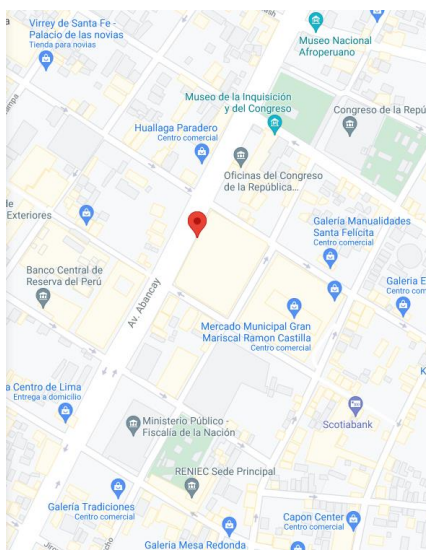 Virrey de Santa Fe -
Palacio de las novias
Tienda para novias
Museo Nacional
Afroperuano
Museo de la Inquisición
y del Congreso
Congreso de la Repú
Huallaga Paradero
Centro comercial
Oficinas del Congreso
de la República...
Exteriores
Galería Manualidades
Santa Felícita
Centro comercial
Banco Central de
Reserva del Perú
Av. Abancay
Galeria E
Centro com
Mercado Municipal Gran
Mariscal Ramon Castilla
Centro comercial
a Centro de Lima
Entrega a domicilio
Scotiabank
Ministerio Público -
Fiscalía de la Nación
RENIEC Sede Principal
Galería Tradiciones
Centro comercial
Capon Center
Centro comercial
Galeria Mesa Redonda